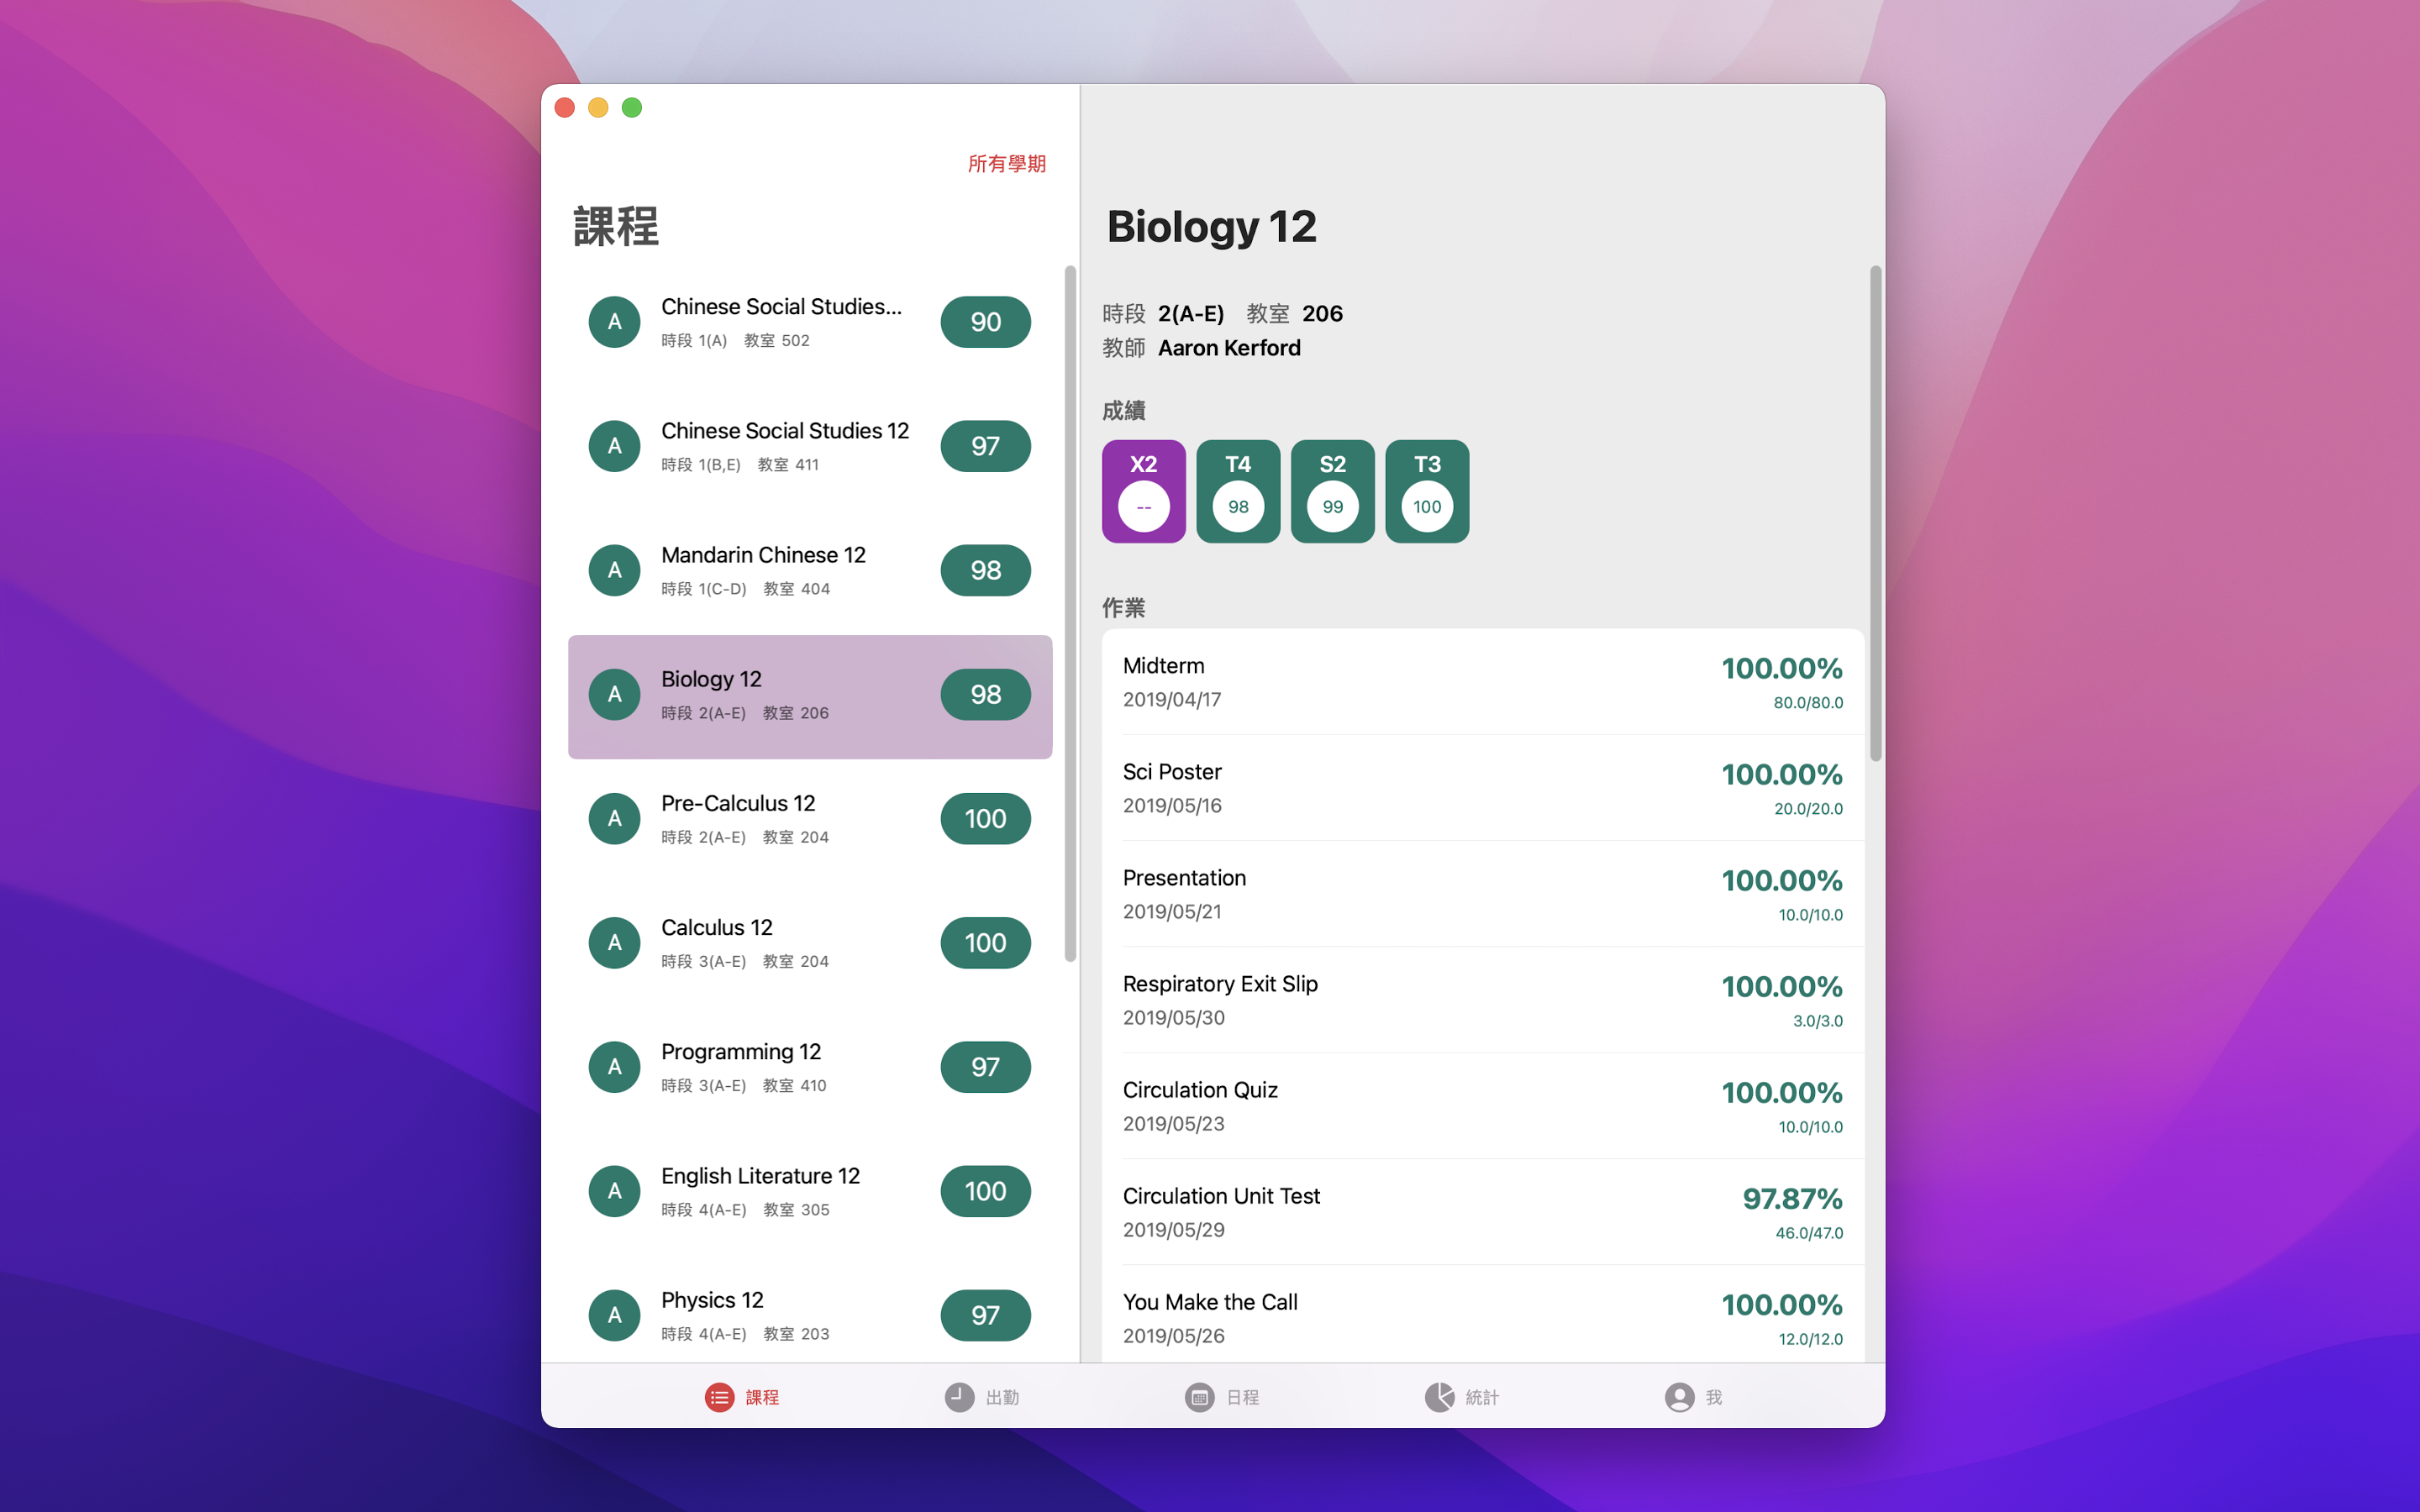 所有學期
課程
A
Chinese Social Studies...
時段 1(A) 教室 502
90
A
Chinese Social Studies 12
時段 1(B,E) 教室 411
97
A
Mandarin Chinese 12
時段 1(C-D) 教室 404
98
A
Biology 12
時段 2(A-E) 教室 206
98
A
Pre-Calculus 12
時段 2(A-E) 教室 204
100
A
Calculus 12
時段 3(A-E) 教室 204
100
A
Programming 12
時段 3(A-E) 教室 410
97
A
English Literature 12
時段 4(A-E) 教室 305
100
A
Physics 12
時段 4(A-E) 教室 203
97
Biology 12
時段 2(A-E) 教室 206
教師 Aaron Kerford
成績
X2 T4 S2 T3
-- 98 99 100
作業
Midterm 100.00%
2019/04/17 80.0/80.0
Sci Poster 100.00%
2019/05/16 20.0/20.0
Presentation 100.00%
2019/05/21 10.0/10.0
Respiratory Exit Slip 100.00%
2019/05/30 3.0/3.0
Circulation Quiz 100.00%
2019/05/23 10.0/10.0
Circulation Unit Test 97.87%
2019/05/29 46.0/47.0
You Make the Call 100.00%
2019/05/26 12.0/12.0
課程 出勤 日程 統計 我